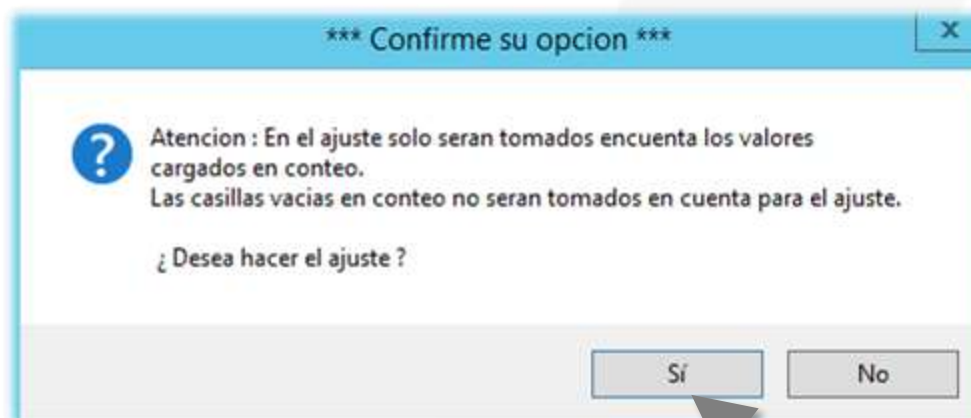 *** Confirme su opcion ***
x
?
Atencion : En el ajuste solo seran tomados encuenta los valores
cargados en conteo.
Las casillas vacias en conteo no seran tomados en cuenta para el ajuste.
¿ Desea hacer el ajuste ?
Sí
No